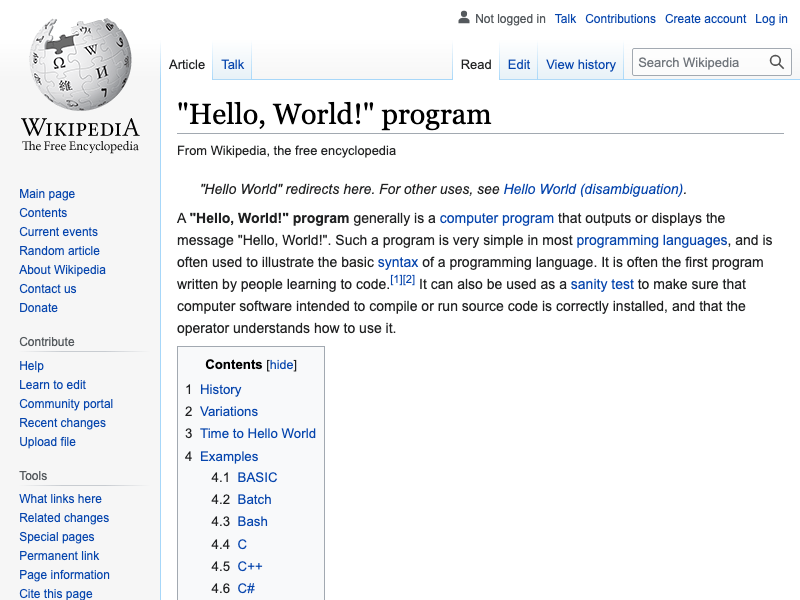 Not logged in Talk Contributions Create account Log in
Article Talk Read Edit View history Search Wikipedia
WIKIPEDIA
The Free Encyclopedia
Main page
Contents
Current events
Random article
About Wikipedia
Contact us
Donate
Contribute
Help
Learn to edit
Community portal
Recent changes
Upload file
Tools
What links here
Related changes
Special pages
Permanent link
Page information
Cite this page
"Hello, World!" program
From Wikipedia, the free encyclopedia
"Hello World" redirects here. For other uses, see Hello World (disambiguation).
A "Hello, World!" program generally is a computer program that outputs or displays the
message "Hello, World!". Such a program is very simple in most programming languages, and is
often used to illustrate the basic syntax of a programming language. It is often the first program
written by people learning to code.[1][2] It can also be used as a sanity test to make sure that
computer software intended to compile or run source code is correctly installed, and that the
operator understands how to use it.
Contents [hide]
1 History
2 Variations
3 Time to Hello World
4 Examples
4.1 BASIC
4.2 Batch
4.3 Bash
4.4 C
4.5 C++
4.6 C#